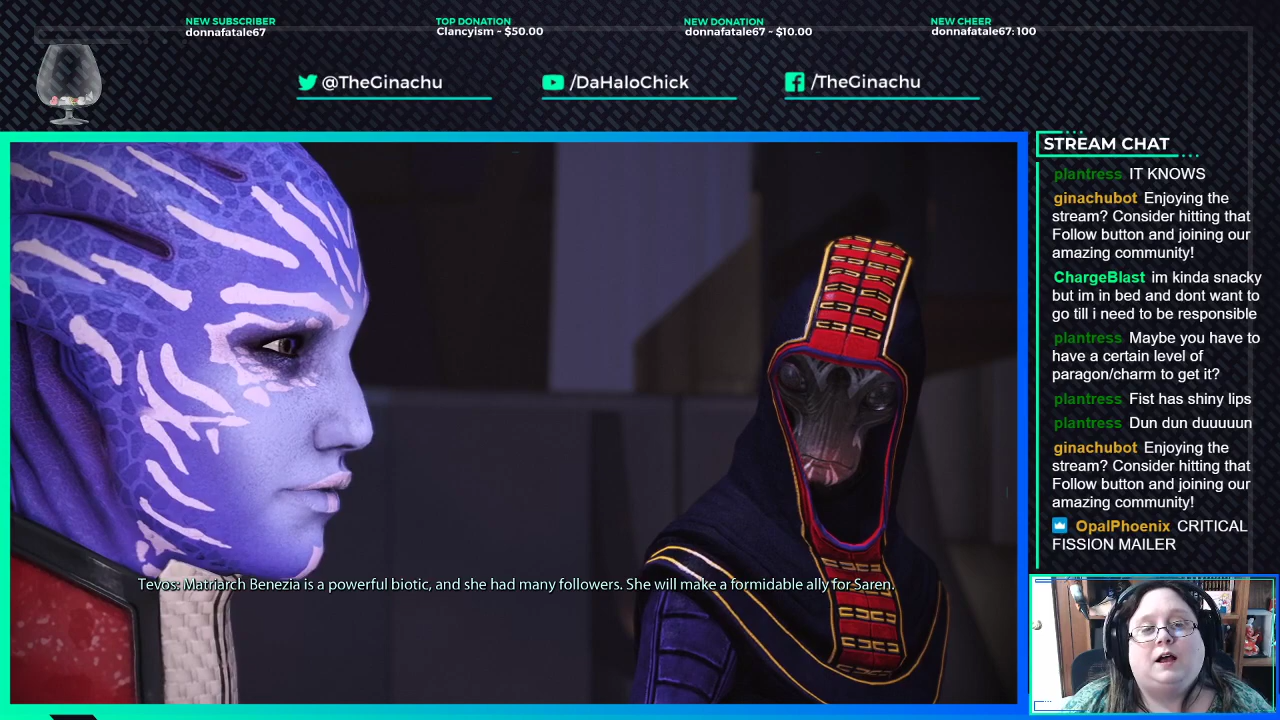 NEW SUBSCRIBER
donnafatale67
TOP DONATION
Clancyism - $50.00
NEW DONATION
donnafatale67 - $10.00
NEW CHEER
donnafatale67: 100
@TheGinachu
/DaHaloChick
/TheGinachu
STREAM CHAT
plantress IT KNOWS
ginachubot Enjoying the
stream? Consider hitting that
Follow button and joining our
amazing community!
ChargeBlast im kinda snacky
but im in bed and dont want to
go till i need to be responsible
plantress Maybe you have to
have a certain level of
paragon/charm to get it?
plantress Fist has shiny lips
plantress Dun dun duuuuun
ginachubot Enjoying the
stream? Consider hitting that
Follow button and joining our
amazing community!
OpalPhoenix CRITICAL
FISSION MAILER
Tevos: Matriarch Benezia is a powerful biotic, and she had many followers. She will make a formidable ally for Saren.